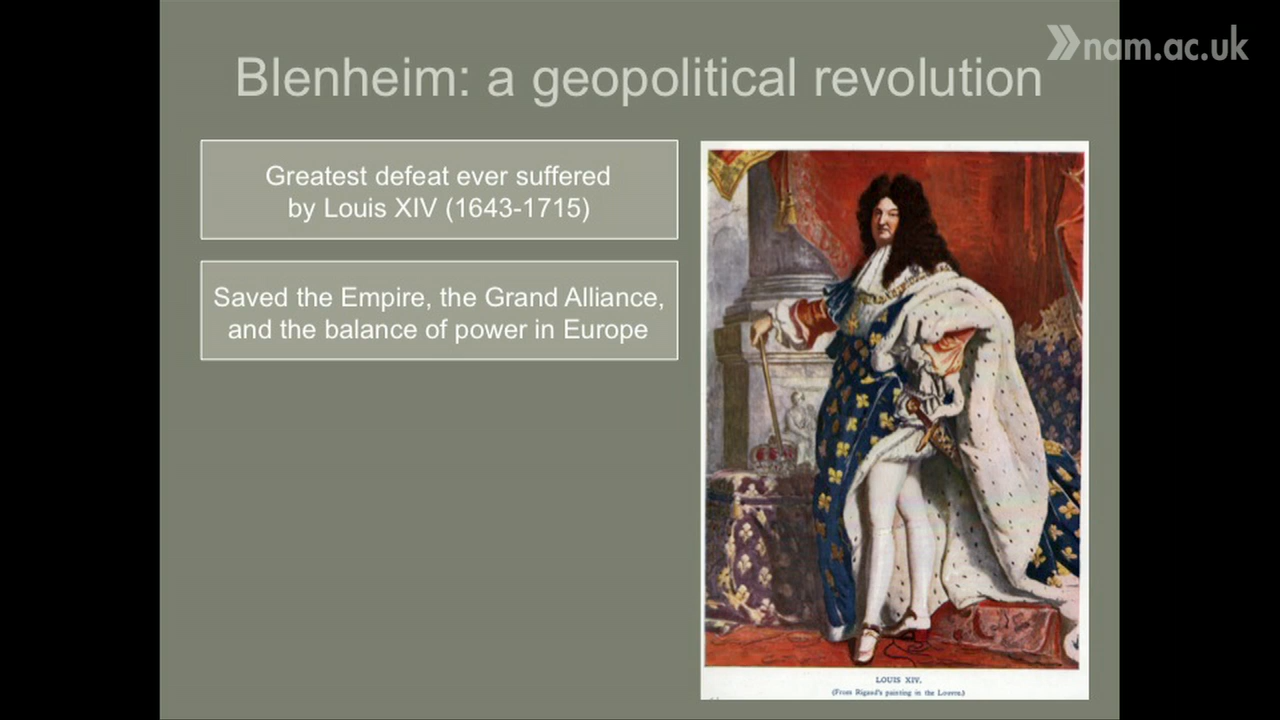 nam.ac.uk
Blenheim: a geopolitical revolution
Greatest defeat ever suffered
by Louis XIV (1643-1715)
Saved the Empire, the Grand Alliance,
and the balance of power in Europe
LOUIS XIV.
(From Rigaud's painting in the Louvre.)